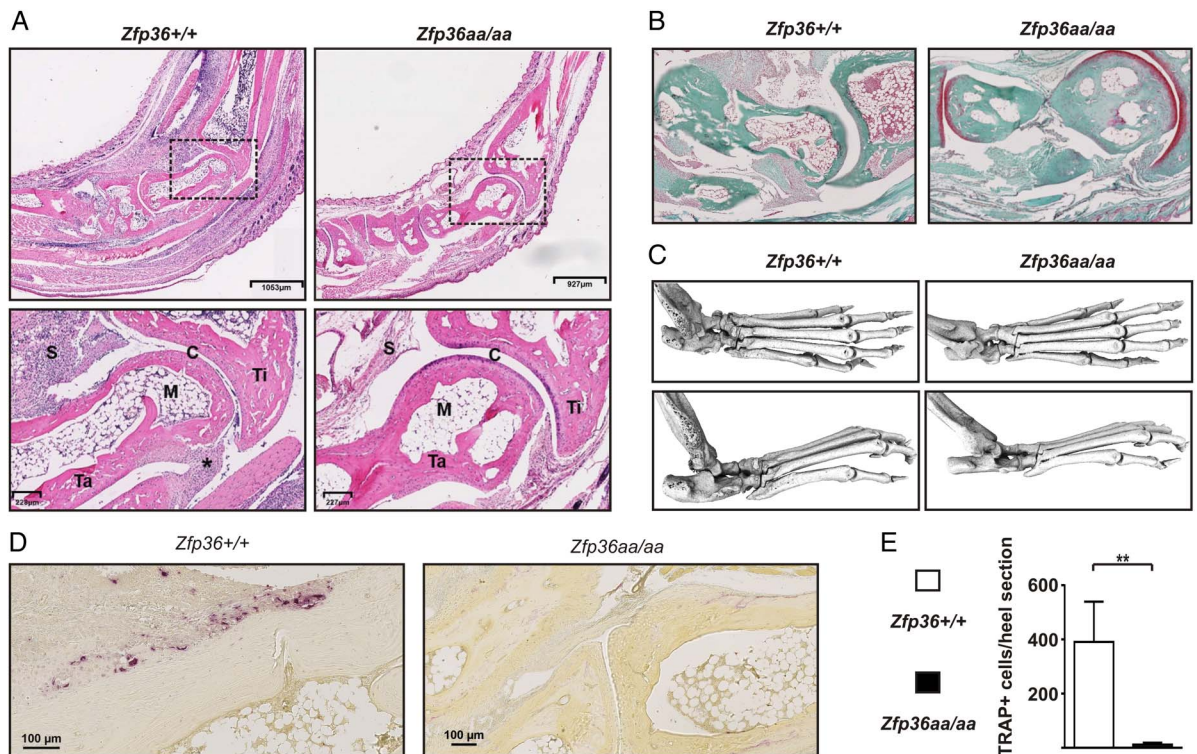 A
Zfp36+/+
Zfp36aa/aa
1053µm
927µm
S
C
M
Ti
Ta
*
S
C
M
Ti
Ta
227µm
B
Zfp36+/+
Zfp36aa/aa
C
Zfp36+/+
Zfp36aa/aa
D
Zfp36+/+
Zfp36aa/aa
100 µm
100 µm
E
Zfp36+/+
Zfp36aa/aa
TRAP+ cells/heel section
600
400
200
**